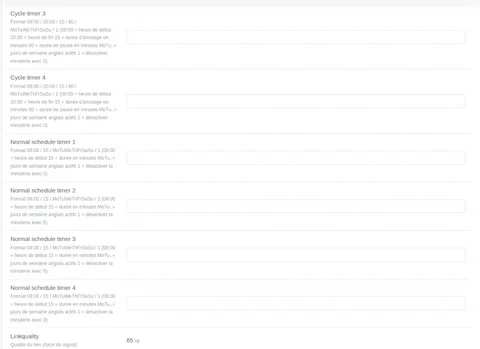 Cycle timer 3
Format 08:00 / 20:00 / 15 / 60 /
MoTuWeThFrSaSu / 1 (08:00 = heure de début
20:00 = heure de fin 15 = durée d'arrosage en
minutes 60 = durée de pause en minutes MoTu..=
jours de semaine anglais actifs 1 = désactiver la
minuterie avec 0)
Cycle timer 4
Format 08:00 / 20:00 / 15 / 60 /
MoTuWeThFrSaSu / 1 (08:00 = heure de début
20:00 = heure de fin 15 = durée d'arrosage en
minutes 60 = durée de pause en minutes MoTu..=
jours de semaine anglais actifs 1 = désactiver la
minuterie avec 0)
Normal schedule timer 1
Format 08:00 / 15 / MoTuWeThFrSaSu / 1 (08:00
= heure de début 15 = durée en minutes MoTu..=
jours de semaine anglais actifs 1 = désactiver la
minuterie avec 0)
Normal schedule timer 2
Format 08:00 / 15 / MoTuWeThFrSaSu / 1 (08:00
= heure de début 15 = durée en minutes MoTu..=
jours de semaine anglais actifs 1 = désactiver la
minuterie avec 0)
Normal schedule timer 3
Format 08:00 / 15 / MoTuWeThFrSaSu / 1 (08:00
= heure de début 15 = durée en minutes MoTu..=
jours de semaine anglais actifs 1 = désactiver la
minuterie avec 0)
Normal schedule timer 4
Format 08:00 / 15 / MoTuWeThFrSaSu / 1 (08:00
= heure de début 15 = durée en minutes MoTu..=
jours de semaine anglais actifs 1 = désactiver la
minuterie avec 0)
Linkquality
Qualité du lien (force du signal)
65 lqi